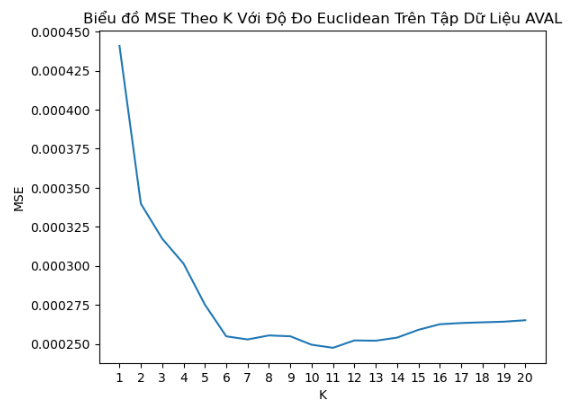 Biểu đồ MSE Theo K Với Độ Đo Euclidean Trên Tập Dữ Liệu AVAL
0.000450
0.000425
0.000400
0.000375
0.000350
0.000325
0.000300
0.000275
0.000250
MSE
1 2 3 4 5 6 7 8 9 10 11 12 13 14 15 16 17 18 19 20
K